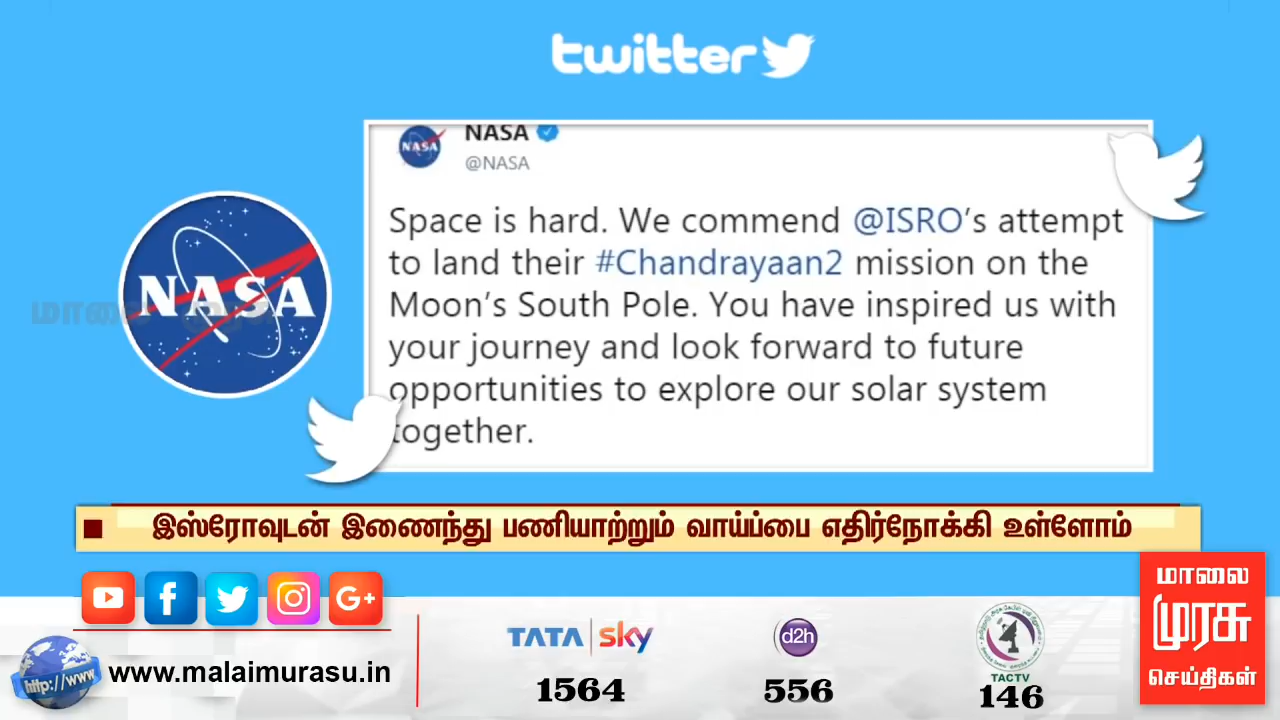 twitter
NASA
@NASA
Space is hard. We commend @ISRO's attempt
to land their #Chandrayaan2 mission on the
Moon's South Pole. You have inspired us with
your journey and look forward to future
opportunities to explore our solar system
together.
NASA
மாலை முரசு
இஸ்ரோவுடன் இணைந்து பணியாற்றும் வாய்ப்பை எதிர்நோக்கி உள்ளோம்
G+
http://www
www.malaimurasu.in
TATA sky
1564
d2h
556
TACTV
146
மாலை
முரசு
செய்திகள்